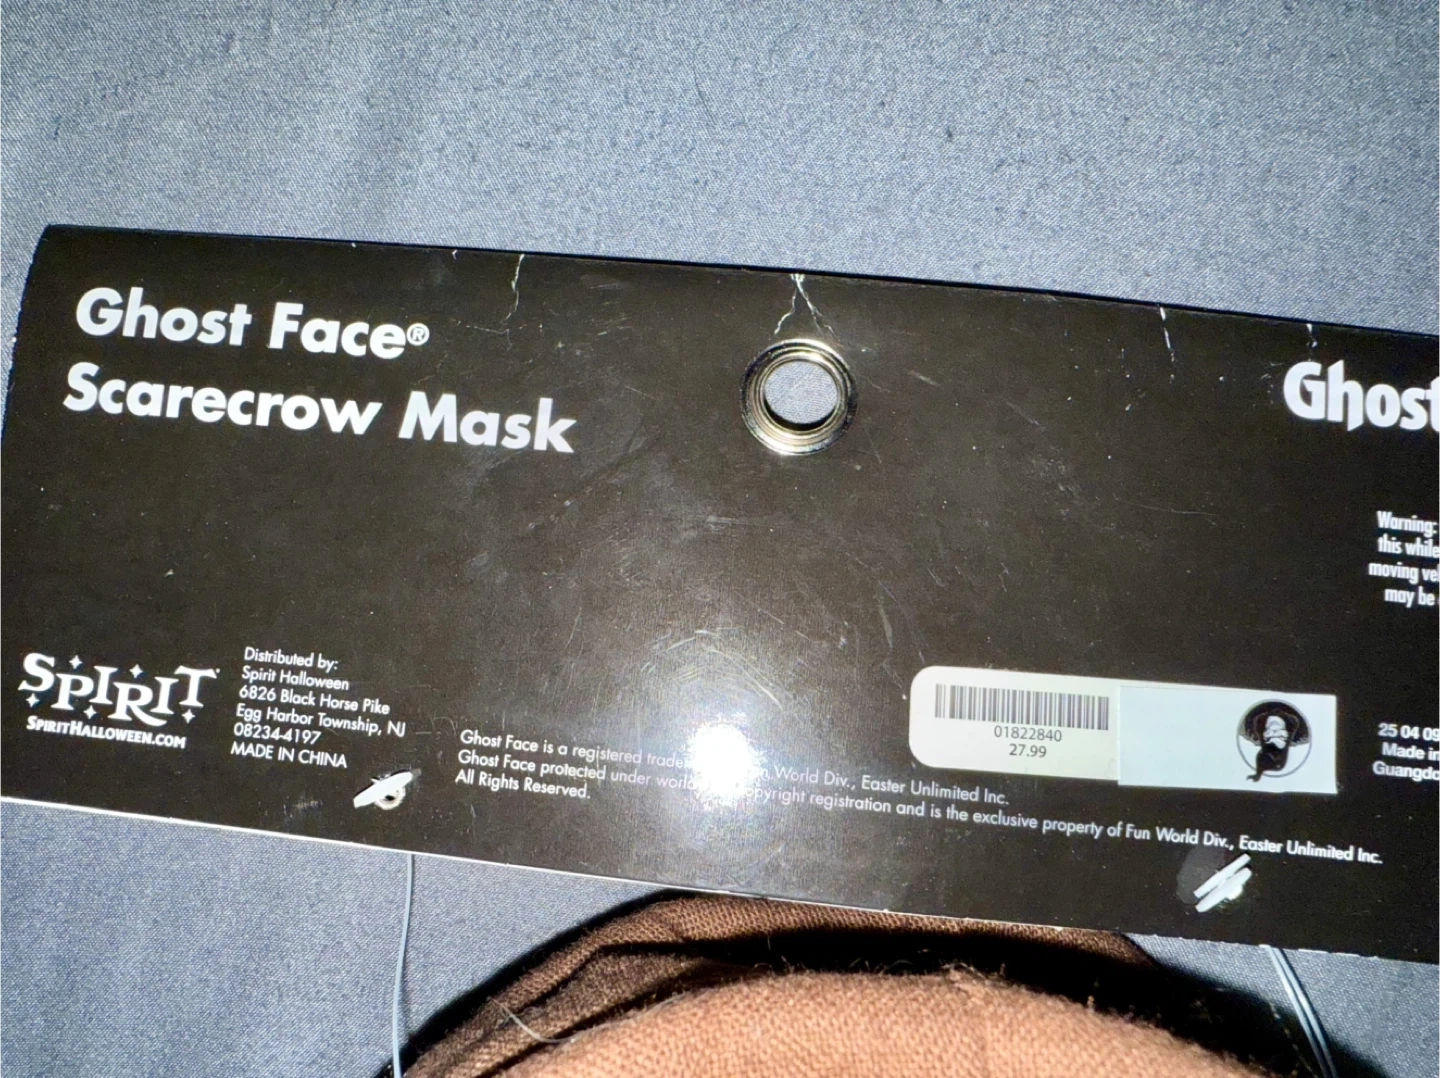 Ghost Face®
Scarecrow Mask
Ghost
Warning:
this while
moving
may be
SPIRIT
SPIRITHALLOWEEN.COM
Distributed by:
Spirit Halloween
6826 Black Horse Pike
Egg Harbor Township, NJ
08234-4197
MADE IN CHINA
Ghost Face is a registered World Div., Easter Unlimited Inc.
Ghost Face protected under registration and is the exclusive property of Fun World Div., Easter Unlimited Inc.
All Rights Reserved.
01822840
27.99
25 04 09
Made in